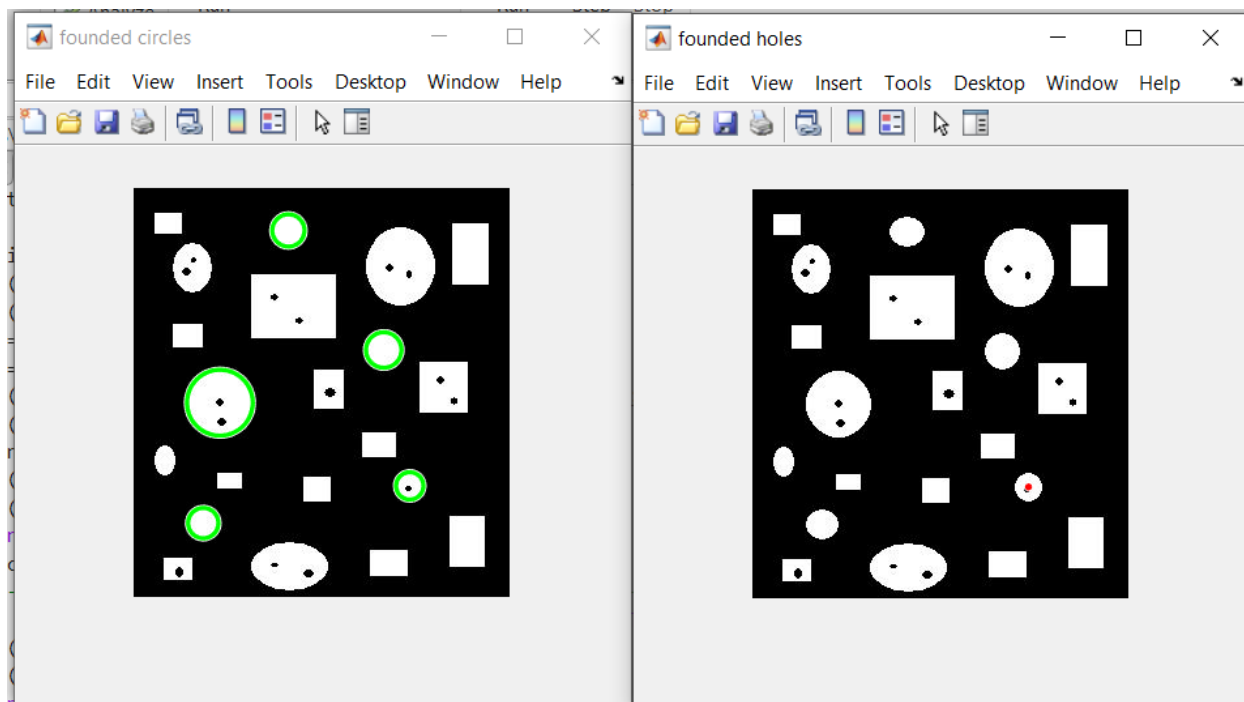 founded circles
File Edit View Insert Tools Desktop Window Help
founded holes
File Edit View Insert Tools Desktop Window Help